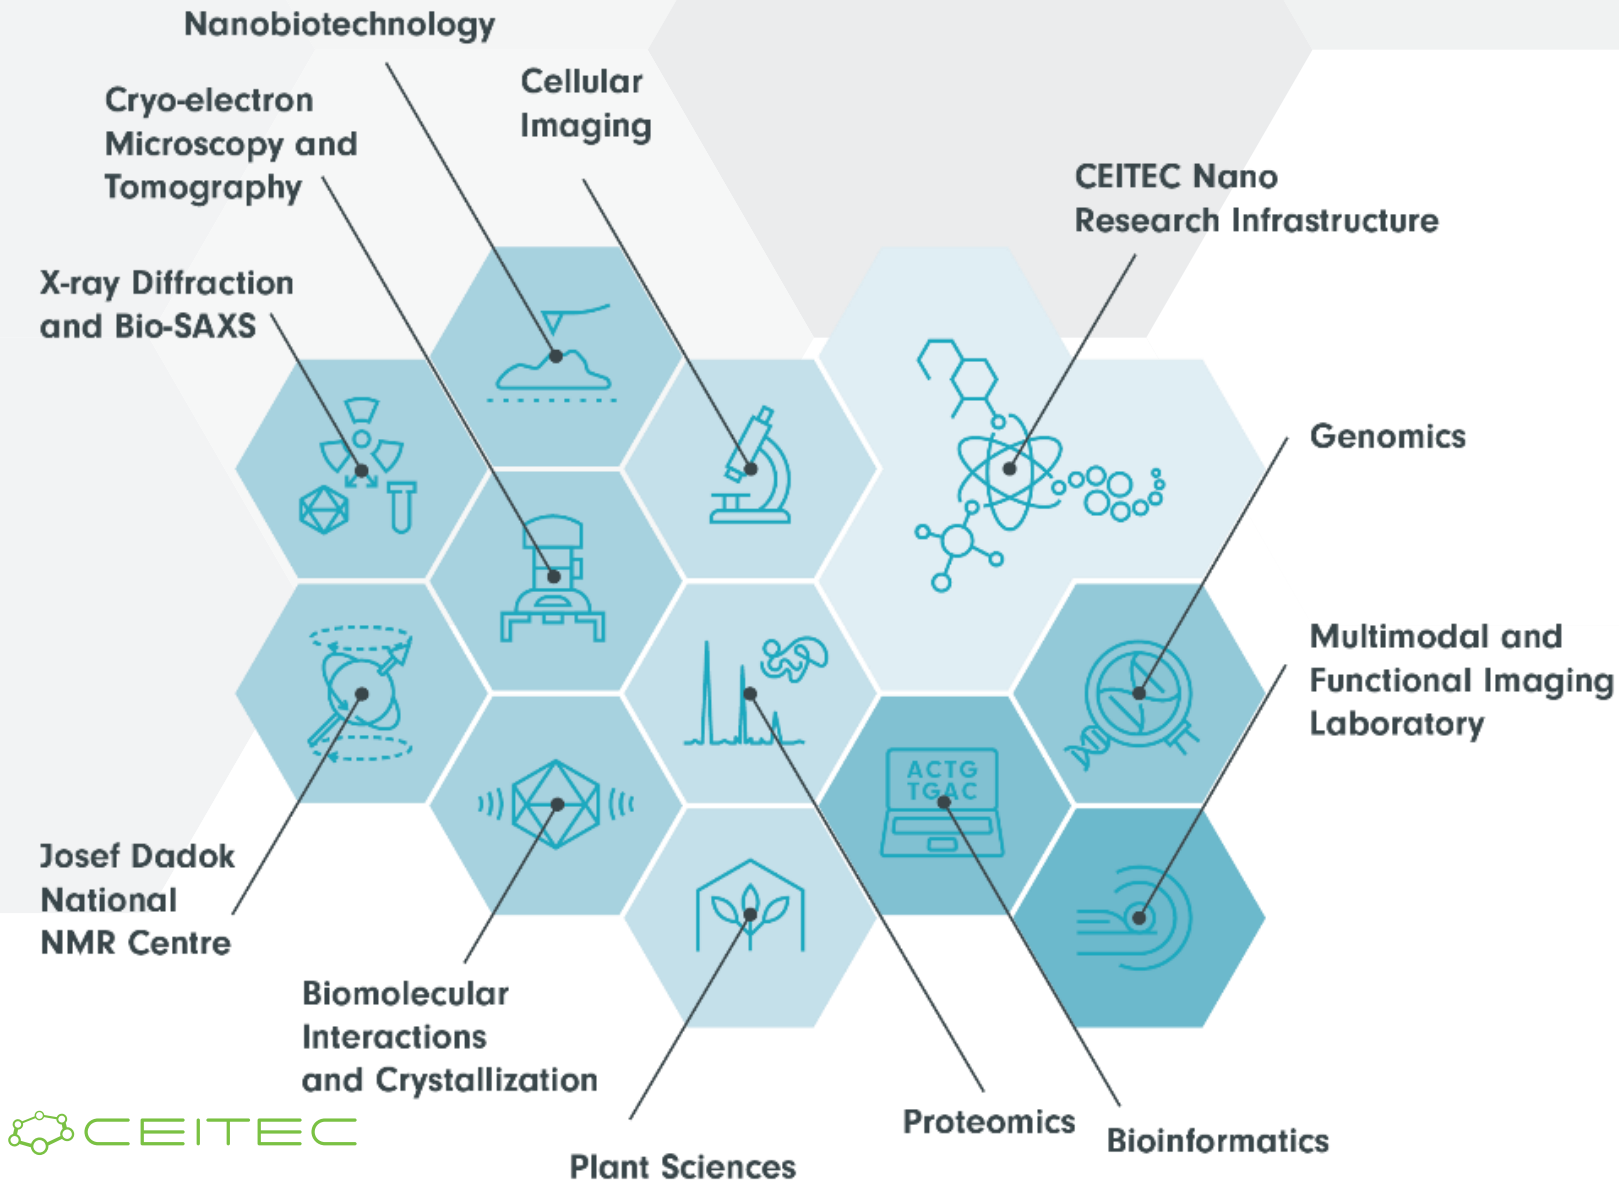 Nanobiotechnology
Cryo-electron
Microscopy and
Tomography
Cellular
Imaging
CEITEC Nano
Research Infrastructure
X-ray Diffraction
and Bio-SAXS
Genomics
Multimodal and
Functional Imaging
Laboratory
ACTG
TGAC
Josef Dadok
National
NMR Centre
Biomolecular
Interactions
and Crystallization
Proteomics
Bioinformatics
Plant Sciences
CEITEC